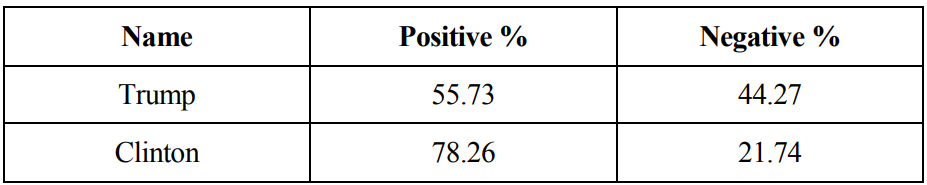 Name Positive % Negative %
Trump 55.73 44.27
Clinton 78.26 21.74